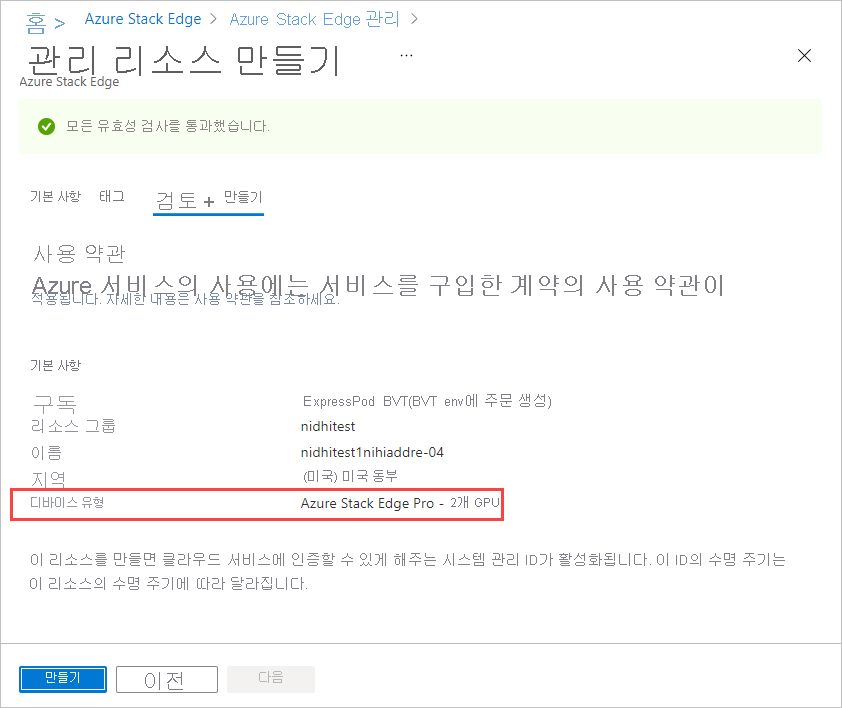 홈 > Azure Stack Edge > Azure Stack Edge 관리 >
관리 리소스 만들기 ...
Azure Stack Edge
모든 유효성 검사를 통과했습니다.
기본 사항 태그 검토 + 만들기
사용 약관
Azure 서비스의 사용에는 서비스를 구입한 계약의 사용 약관이
적용됩니다. 자세한 내용은 사용 약관을 참조하세요.
기본 사항
구독 ExpressPod BVT(BVT env에 주문 생성)
리소스 그룹 nidhitest
이름 nidhitest1nihiaddre-04
지역 (미국) 미국 동부
디바이스 유형 Azure Stack Edge Pro - 2개 GPU
이 리소스를 만들면 클라우드 서비스에 인증할 수 있게 해주는 시스템 관리 ID가 활성화됩니다. 이 ID의 수명 주기는
이 리소스의 수명 주기에 따라 달라집니다.
만들기 이전 다음